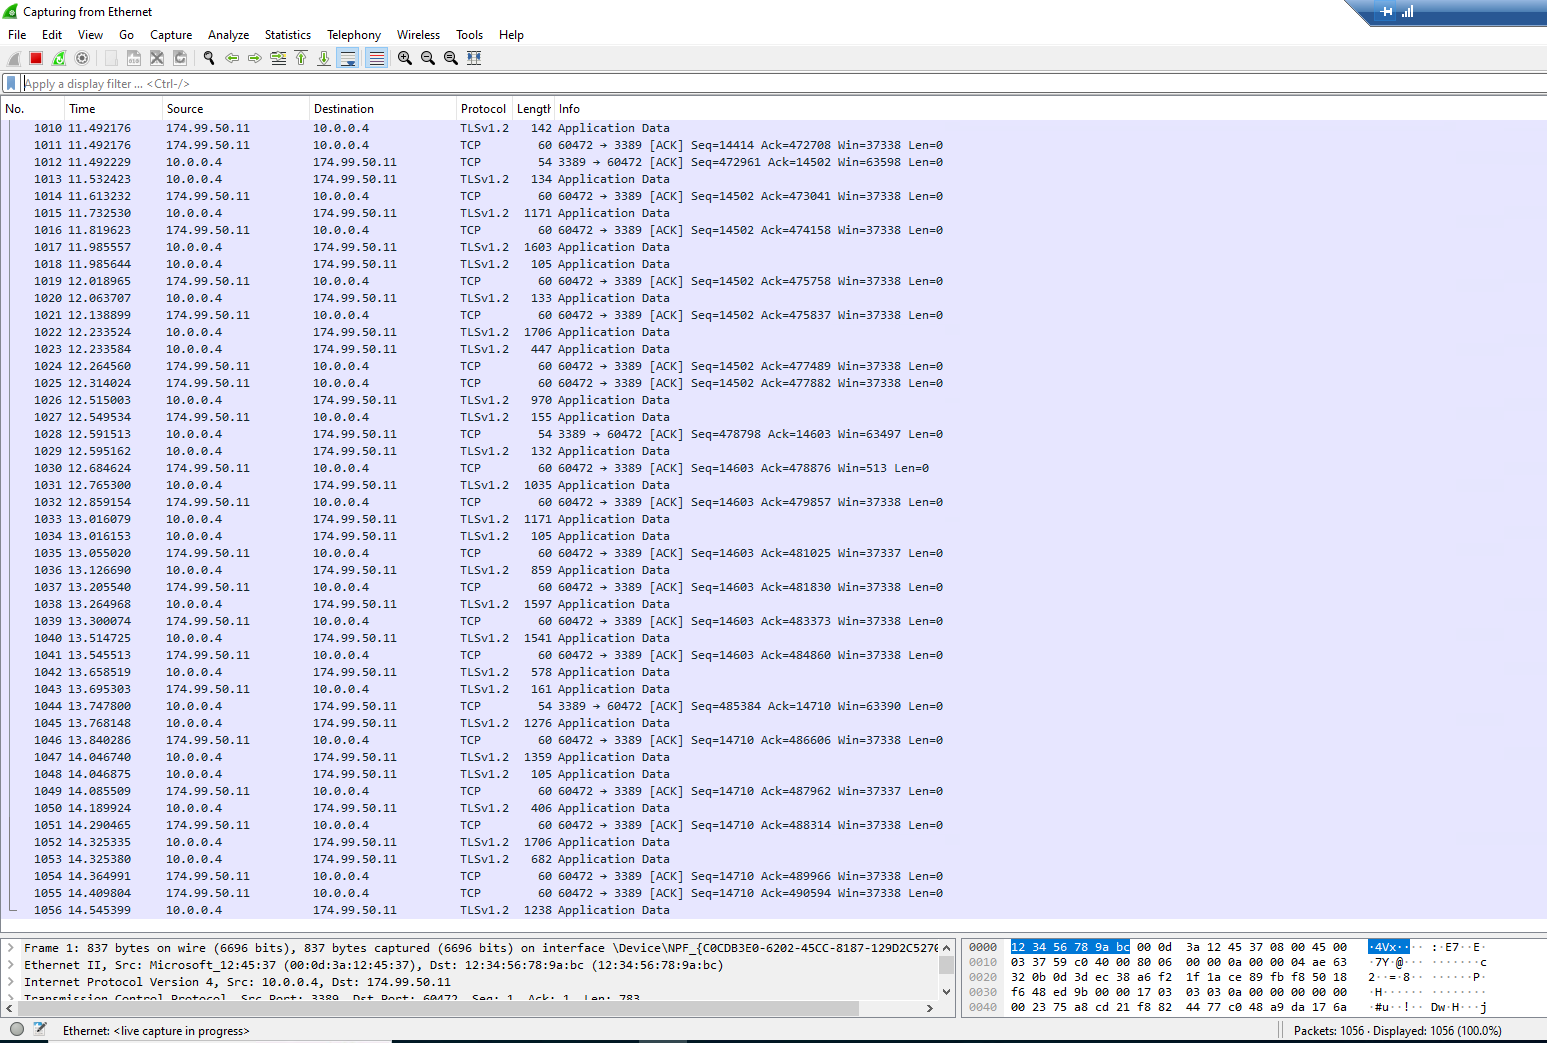 Capturing from Ethernet
File Edit View Go Capture Analyze Statistics Telephony Wireless Tools Help
Apply a display filter ... <Ctrl-/>
No. Time Source Destination Protocol Length Info
1010 11.492176 174.99.50.11 10.0.0.4 TLSv1.2 142 Application Data
1011 11.492176 174.99.50.11 10.0.0.4 TCP 60 60472 → 3389 [ACK] Seq=14414 Ack=472708 Win=37338 Len=0
1012 11.492229 10.0.0.4 174.99.50.11 TCP 54 3389 → 60472 [ACK] Seq=472961 Ack=14502 Win=63598 Len=0
1013 11.532423 10.0.0.4 174.99.50.11 TLSv1.2 134 Application Data
1014 11.613232 174.99.50.11 10.0.0.4 TCP 60 60472 → 3389 [ACK] Seq=14502 Ack=473041 Win=37338 Len=0
1015 11.732530 10.0.0.4 174.99.50.11 TLSv1.2 1171 Application Data
1016 11.819623 174.99.50.11 10.0.0.4 TCP 60 60472 → 3389 [ACK] Seq=14502 Ack=474158 Win=37338 Len=0
1017 11.985557 10.0.0.4 174.99.50.11 TLSv1.2 1603 Application Data
1018 11.985644 10.0.0.4 174.99.50.11 TLSv1.2 105 Application Data
1019 12.018965 174.99.50.11 10.0.0.4 TCP 60 60472 → 3389 [ACK] Seq=14502 Ack=475758 Win=37338 Len=0
1020 12.063707 10.0.0.4 174.99.50.11 TLSv1.2 133 Application Data
1021 12.138899 174.99.50.11 10.0.0.4 TCP 60 60472 → 3389 [ACK] Seq=14502 Ack=475837 Win=37338 Len=0
1022 12.233524 10.0.0.4 174.99.50.11 TLSv1.2 1706 Application Data
1023 12.233584 10.0.0.4 174.99.50.11 TLSv1.2 447 Application Data
1024 12.264560 174.99.50.11 10.0.0.4 TCP 60 60472 → 3389 [ACK] Seq=14502 Ack=477489 Win=37338 Len=0
1025 12.314024 174.99.50.11 10.0.0.4 TCP 60 60472 → 3389 [ACK] Seq=14502 Ack=477882 Win=37338 Len=0
1026 12.515003 10.0.0.4 174.99.50.11 TLSv1.2 970 Application Data
1027 12.549534 174.99.50.11 10.0.0.4 TLSv1.2 155 Application Data
1028 12.591513 10.0.0.4 174.99.50.11 TCP 54 3389 → 60472 [ACK] Seq=478798 Ack=14603 Win=63497 Len=0
1029 12.595162 10.0.0.4 174.99.50.11 TLSv1.2 132 Application Data
1030 12.684624 174.99.50.11 10.0.0.4 TCP 60 60472 → 3389 [ACK] Seq=14603 Ack=478876 Win=513 Len=0
1031 12.765300 10.0.0.4 174.99.50.11 TLSv1.2 1035 Application Data
1032 12.859154 174.99.50.11 10.0.0.4 TCP 60 60472 → 3389 [ACK] Seq=14603 Ack=479857 Win=37338 Len=0
1033 13.016079 10.0.0.4 174.99.50.11 TLSv1.2 1171 Application Data
1034 13.016153 10.0.0.4 174.99.50.11 TLSv1.2 105 Application Data
1035 13.055020 174.99.50.11 10.0.0.4 TCP 60 60472 → 3389 [ACK] Seq=14603 Ack=481025 Win=37337 Len=0
1036 13.126690 10.0.0.4 174.99.50.11 TLSv1.2 859 Application Data
1037 13.205540 174.99.50.11 10.0.0.4 TCP 60 60472 → 3389 [ACK] Seq=14603 Ack=481830 Win=37338 Len=0
1038 13.264968 10.0.0.4 174.99.50.11 TLSv1.2 1597 Application Data
1039 13.300074 174.99.50.11 10.0.0.4 TCP 60 60472 → 3389 [ACK] Seq=14603 Ack=483373 Win=37338 Len=0
1040 13.514725 10.0.0.4 174.99.50.11 TLSv1.2 1541 Application Data
1041 13.545513 174.99.50.11 10.0.0.4 TCP 60 60472 → 3389 [ACK] Seq=14603 Ack=484860 Win=37338 Len=0
1042 13.658519 10.0.0.4 174.99.50.11 TLSv1.2 578 Application Data
1043 13.695303 174.99.50.11 10.0.0.4 TLSv1.2 161 Application Data
1044 13.747800 10.0.0.4 174.99.50.11 TCP 54 3389 → 60472 [ACK] Seq=485384 Ack=14710 Win=63390 Len=0
1045 13.768148 10.0.0.4 174.99.50.11 TLSv1.2 1276 Application Data
1046 13.840286 174.99.50.11 10.0.0.4 TCP 60 60472 → 3389 [ACK] Seq=14710 Ack=486606 Win=37338 Len=0
1047 14.046740 10.0.0.4 174.99.50.11 TLSv1.2 1359 Application Data
1048 14.046875 10.0.0.4 174.99.50.11 TLSv1.2 105 Application Data
1049 14.085509 174.99.50.11 10.0.0.4 TCP 60 60472 → 3389 [ACK] Seq=14710 Ack=487962 Win=37337 Len=0
1050 14.189924 10.0.0.4 174.99.50.11 TLSv1.2 406 Application Data
1051 14.290465 174.99.50.11 10.0.0.4 TCP 60 60472 → 3389 [ACK] Seq=14710 Ack=488314 Win=37338 Len=0
1052 14.325335 10.0.0.4 174.99.50.11 TLSv1.2 1706 Application Data
1053 14.325380 10.0.0.4 174.99.50.11 TLSv1.2 682 Application Data
1054 14.364991 174.99.50.11 10.0.0.4 TCP 60 60472 → 3389 [ACK] Seq=14710 Ack=489966 Win=37338 Len=0
1055 14.409804 174.99.50.11 10.0.0.4 TCP 60 60472 → 3389 [ACK] Seq=14710 Ack=490594 Win=37338 Len=0
1056 14.545399 10.0.0.4 174.99.50.11 TLSv1.2 1238 Application Data
Frame 1: 837 bytes on wire (6696 bits), 837 bytes captured (6696 bits) on interface \Device\NPF_{C0CDB3E0-6202-45CC-8187-129D2C5270
Ethernet II, Src: Microsoft_12:45:37 (00:0d:3a:12:45:37), Dst: 12:34:56:78:9a:bc (12:34:56:78:9a:bc)
Internet Protocol Version 4, Src: 10.0.0.4, Dst: 174.99.50.11
Transmission Control Protocol, Src Port: 3389, Dst Port: 60472, Seq: 1, Ack: 1, Len: 783
0000 12 34 56 78 9a bc 00 0d 3a 12 45 37 08 00 45 00 ·4Vx···· :·E7··E·
0010 03 37 59 c0 40 00 80 06 00 00 0a 00 00 04 ae 63 ·7Y·@··· ·······c
0020 32 0b 0d 3d ec 38 a6 f2 1f 1a ce 89 fb f8 50 18 2··=·8·· ······P·
0030 f6 48 ed 9b 00 00 17 03 03 03 0a 00 00 00 00 00 ·H······ ········
0040 00 23 75 a8 cd 21 f8 82 44 77 c0 48 a9 da 17 6a ·#u··!·· Dw·H···j
Ethernet: <live capture in progress>
Packets: 1056 · Displayed: 1056 (100.0%)